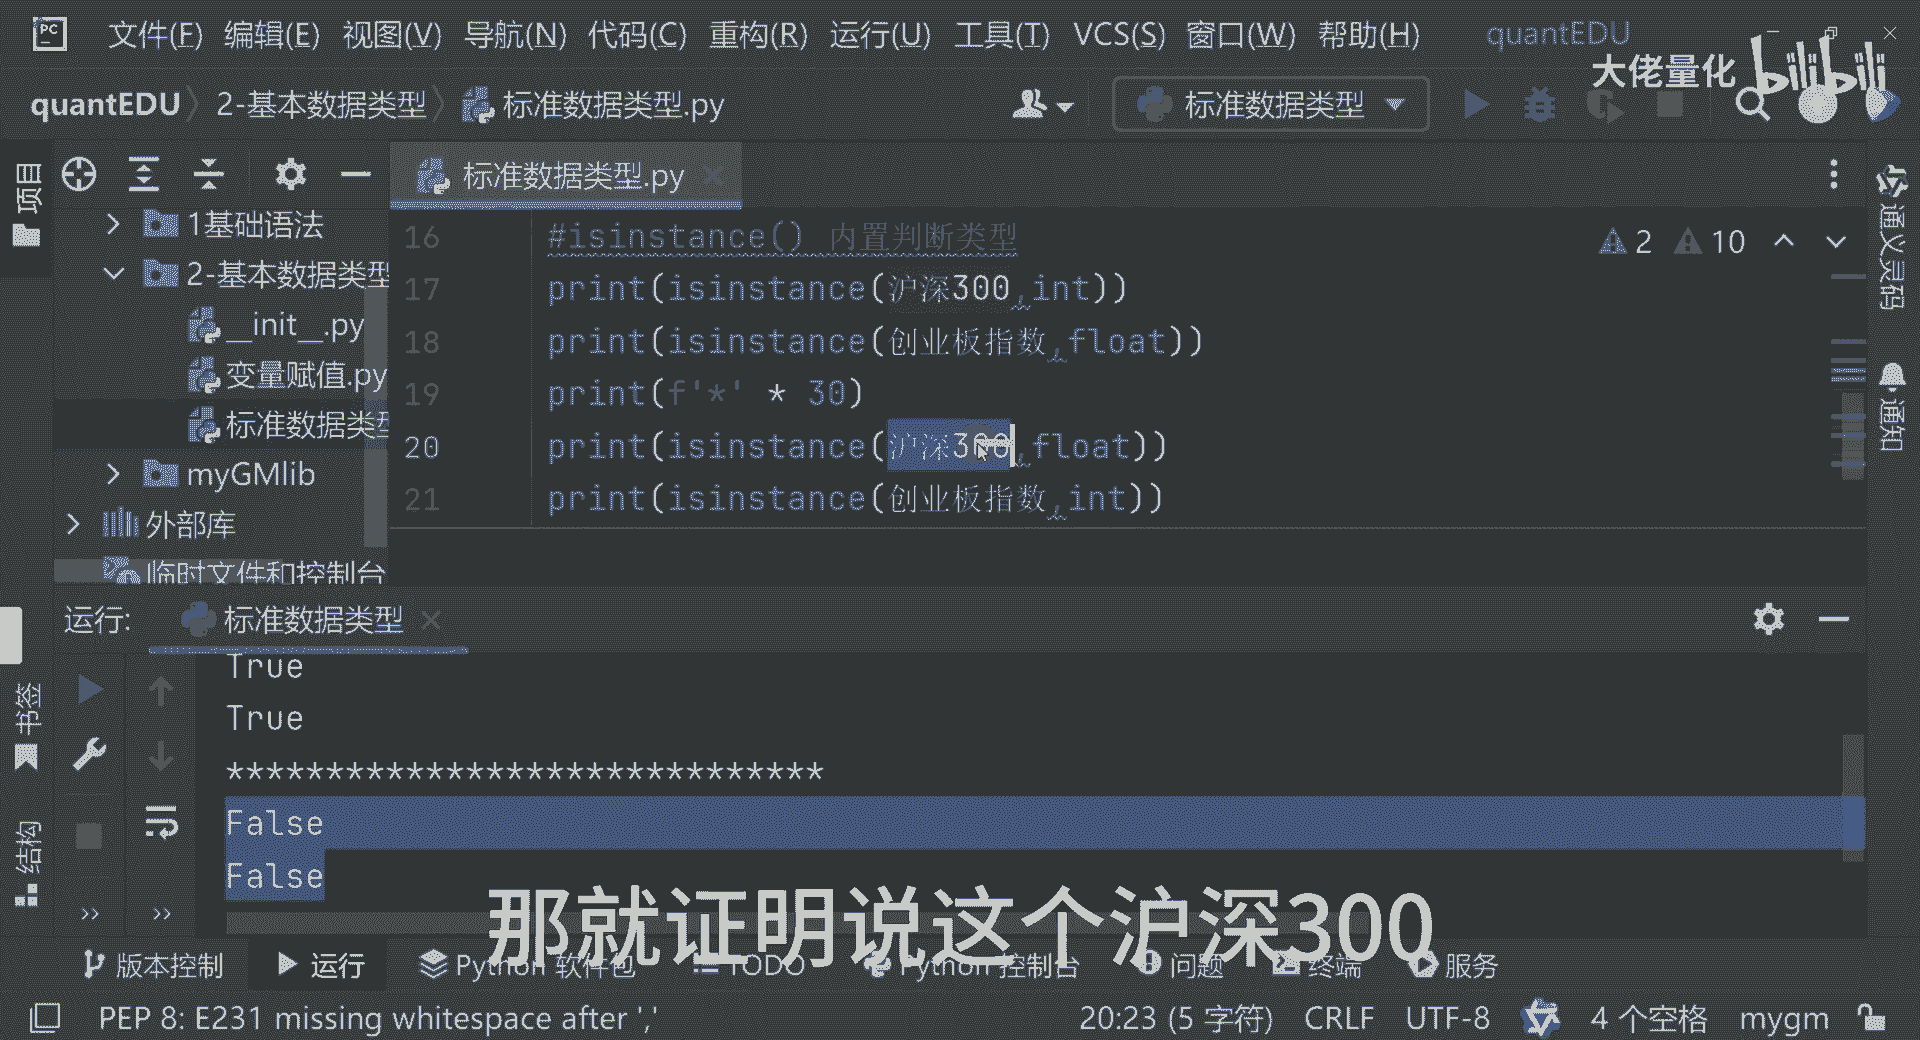 文件(F) 编辑(E) 视图(V) 导航(N) 代码(C) 重构(R) 运行(U) 工具(T) VCS(S) 窗口(W) 帮助(H) quantEDU
大佬量化 bilibili
quantEDU 2-基本数据类型 标准数据类型.py 标准数据类型
项目
标准数据类型.py
1基础语法
2-基本数据类型
__init__.py
变量赋值.py
标准数据类型
myGMlib
外部库
临时文件和控制台
16 #isinstance() 内置判断类型
2 10
17 print(isinstance(沪深300,int))
18 print(isinstance(创业板指数,float))
19 print(f'*' * 30)
20 print(isinstance(沪深300,float))
21 print(isinstance(创业板指数,int))
通义灵码
通知
运行: 标准数据类型
True
True
******************************
False
False
书签
结构
那就证明说这个沪深300
版本控制 运行 Python 软件包 TODO Python 控制台 问题 终端 服务
PEP 8: E231 missing whitespace after ',' 20:23 (5 字符) CRLF UTF-8 4 个空格 mygm